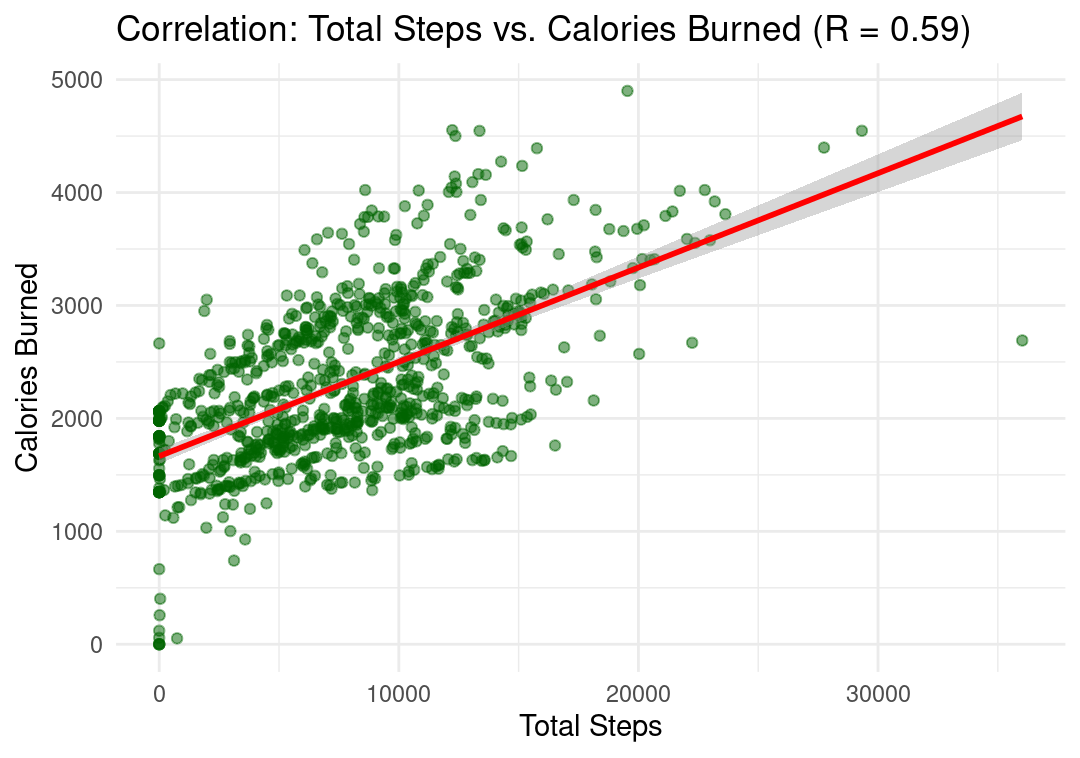 Correlation: Total Steps vs. Calories Burned (R = 0.59)
Calories Burned
5000
4000
3000
2000
1000
0
0 10000 20000 30000
Total Steps